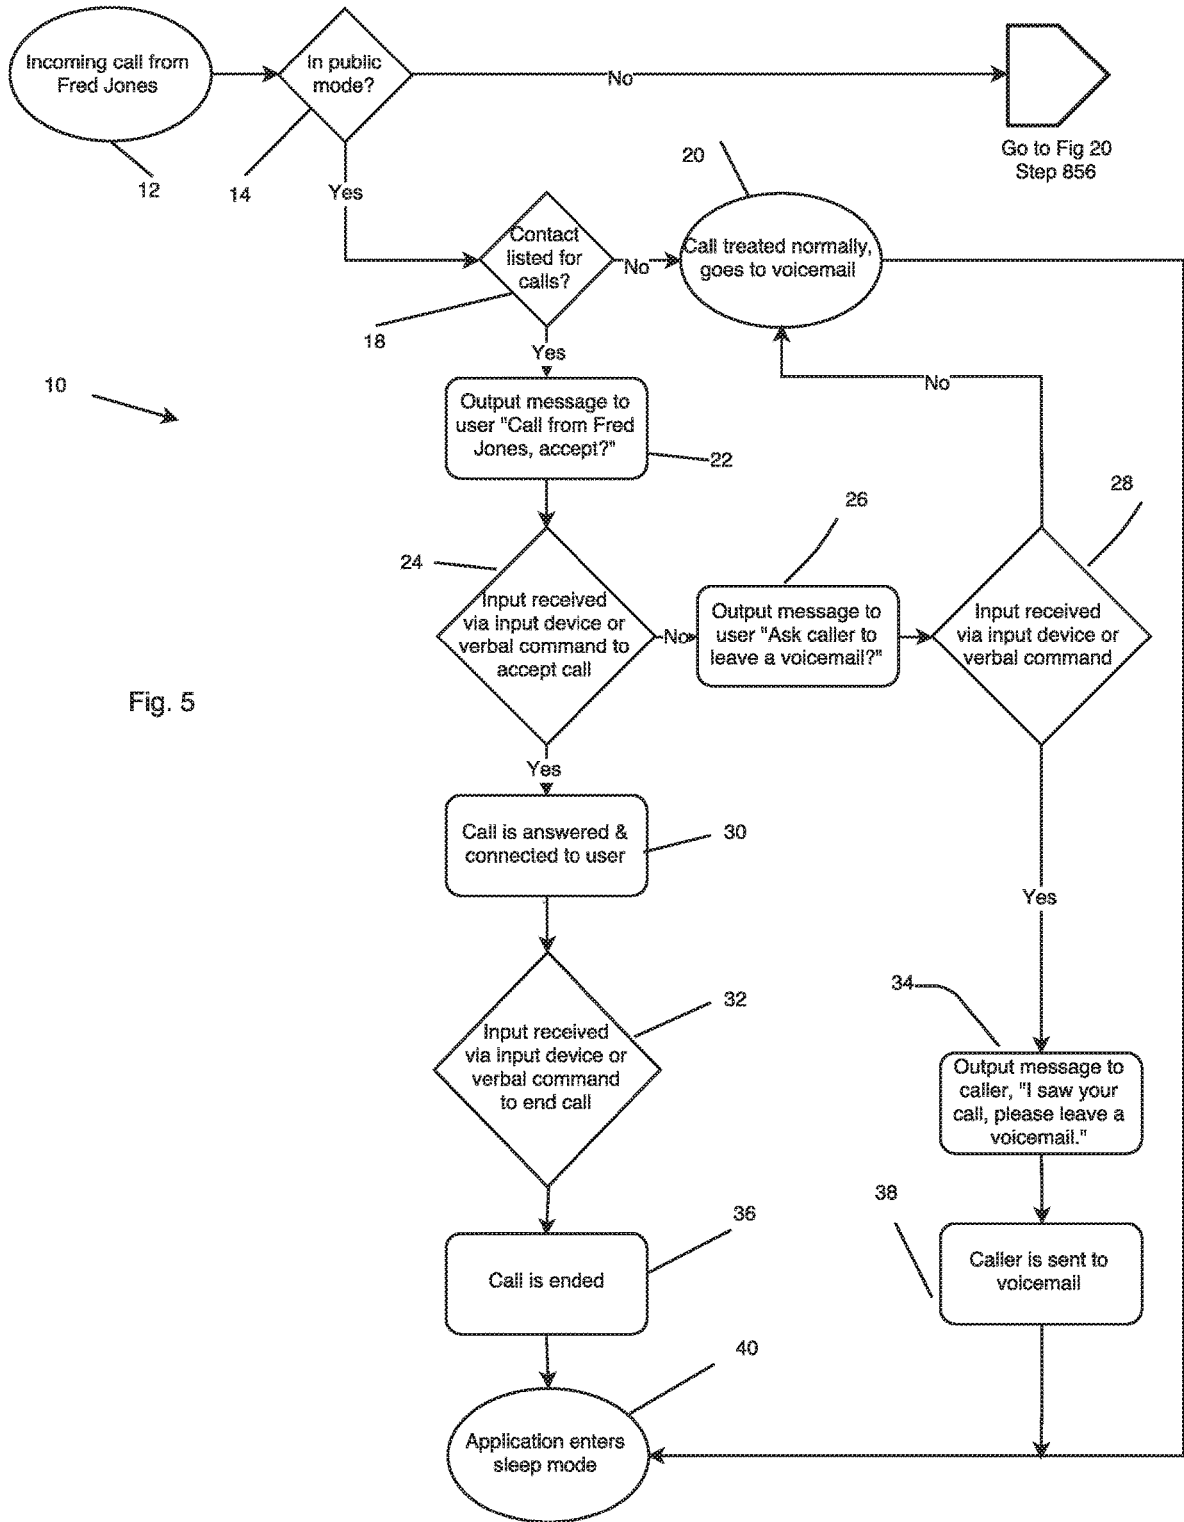 Incoming call from
Fred Jones
In public
mode?
No
Go to Fig 20
Step 856
12
14
Yes
20
Contact
listed for
calls?
No
Call treated normally,
goes to voicemail
18
Yes
No
10
Output message to
user "Call from Fred
Jones, accept?"
22
28
26
24
Input received
via input device or
verbal command to
accept call
No
Output message to
user "Ask caller to
leave a voicemail?"
Input received
via input device or
verbal command
Fig. 5
Yes
Call is answered &
connected to user
30
Yes
34
32
Input received
via input device or
verbal command
to end call
Output message to
caller, "I saw your
call, please leave a
voicemail."
38
36
Call is ended
Caller is sent to
voicemail
40
Application enters
sleep mode